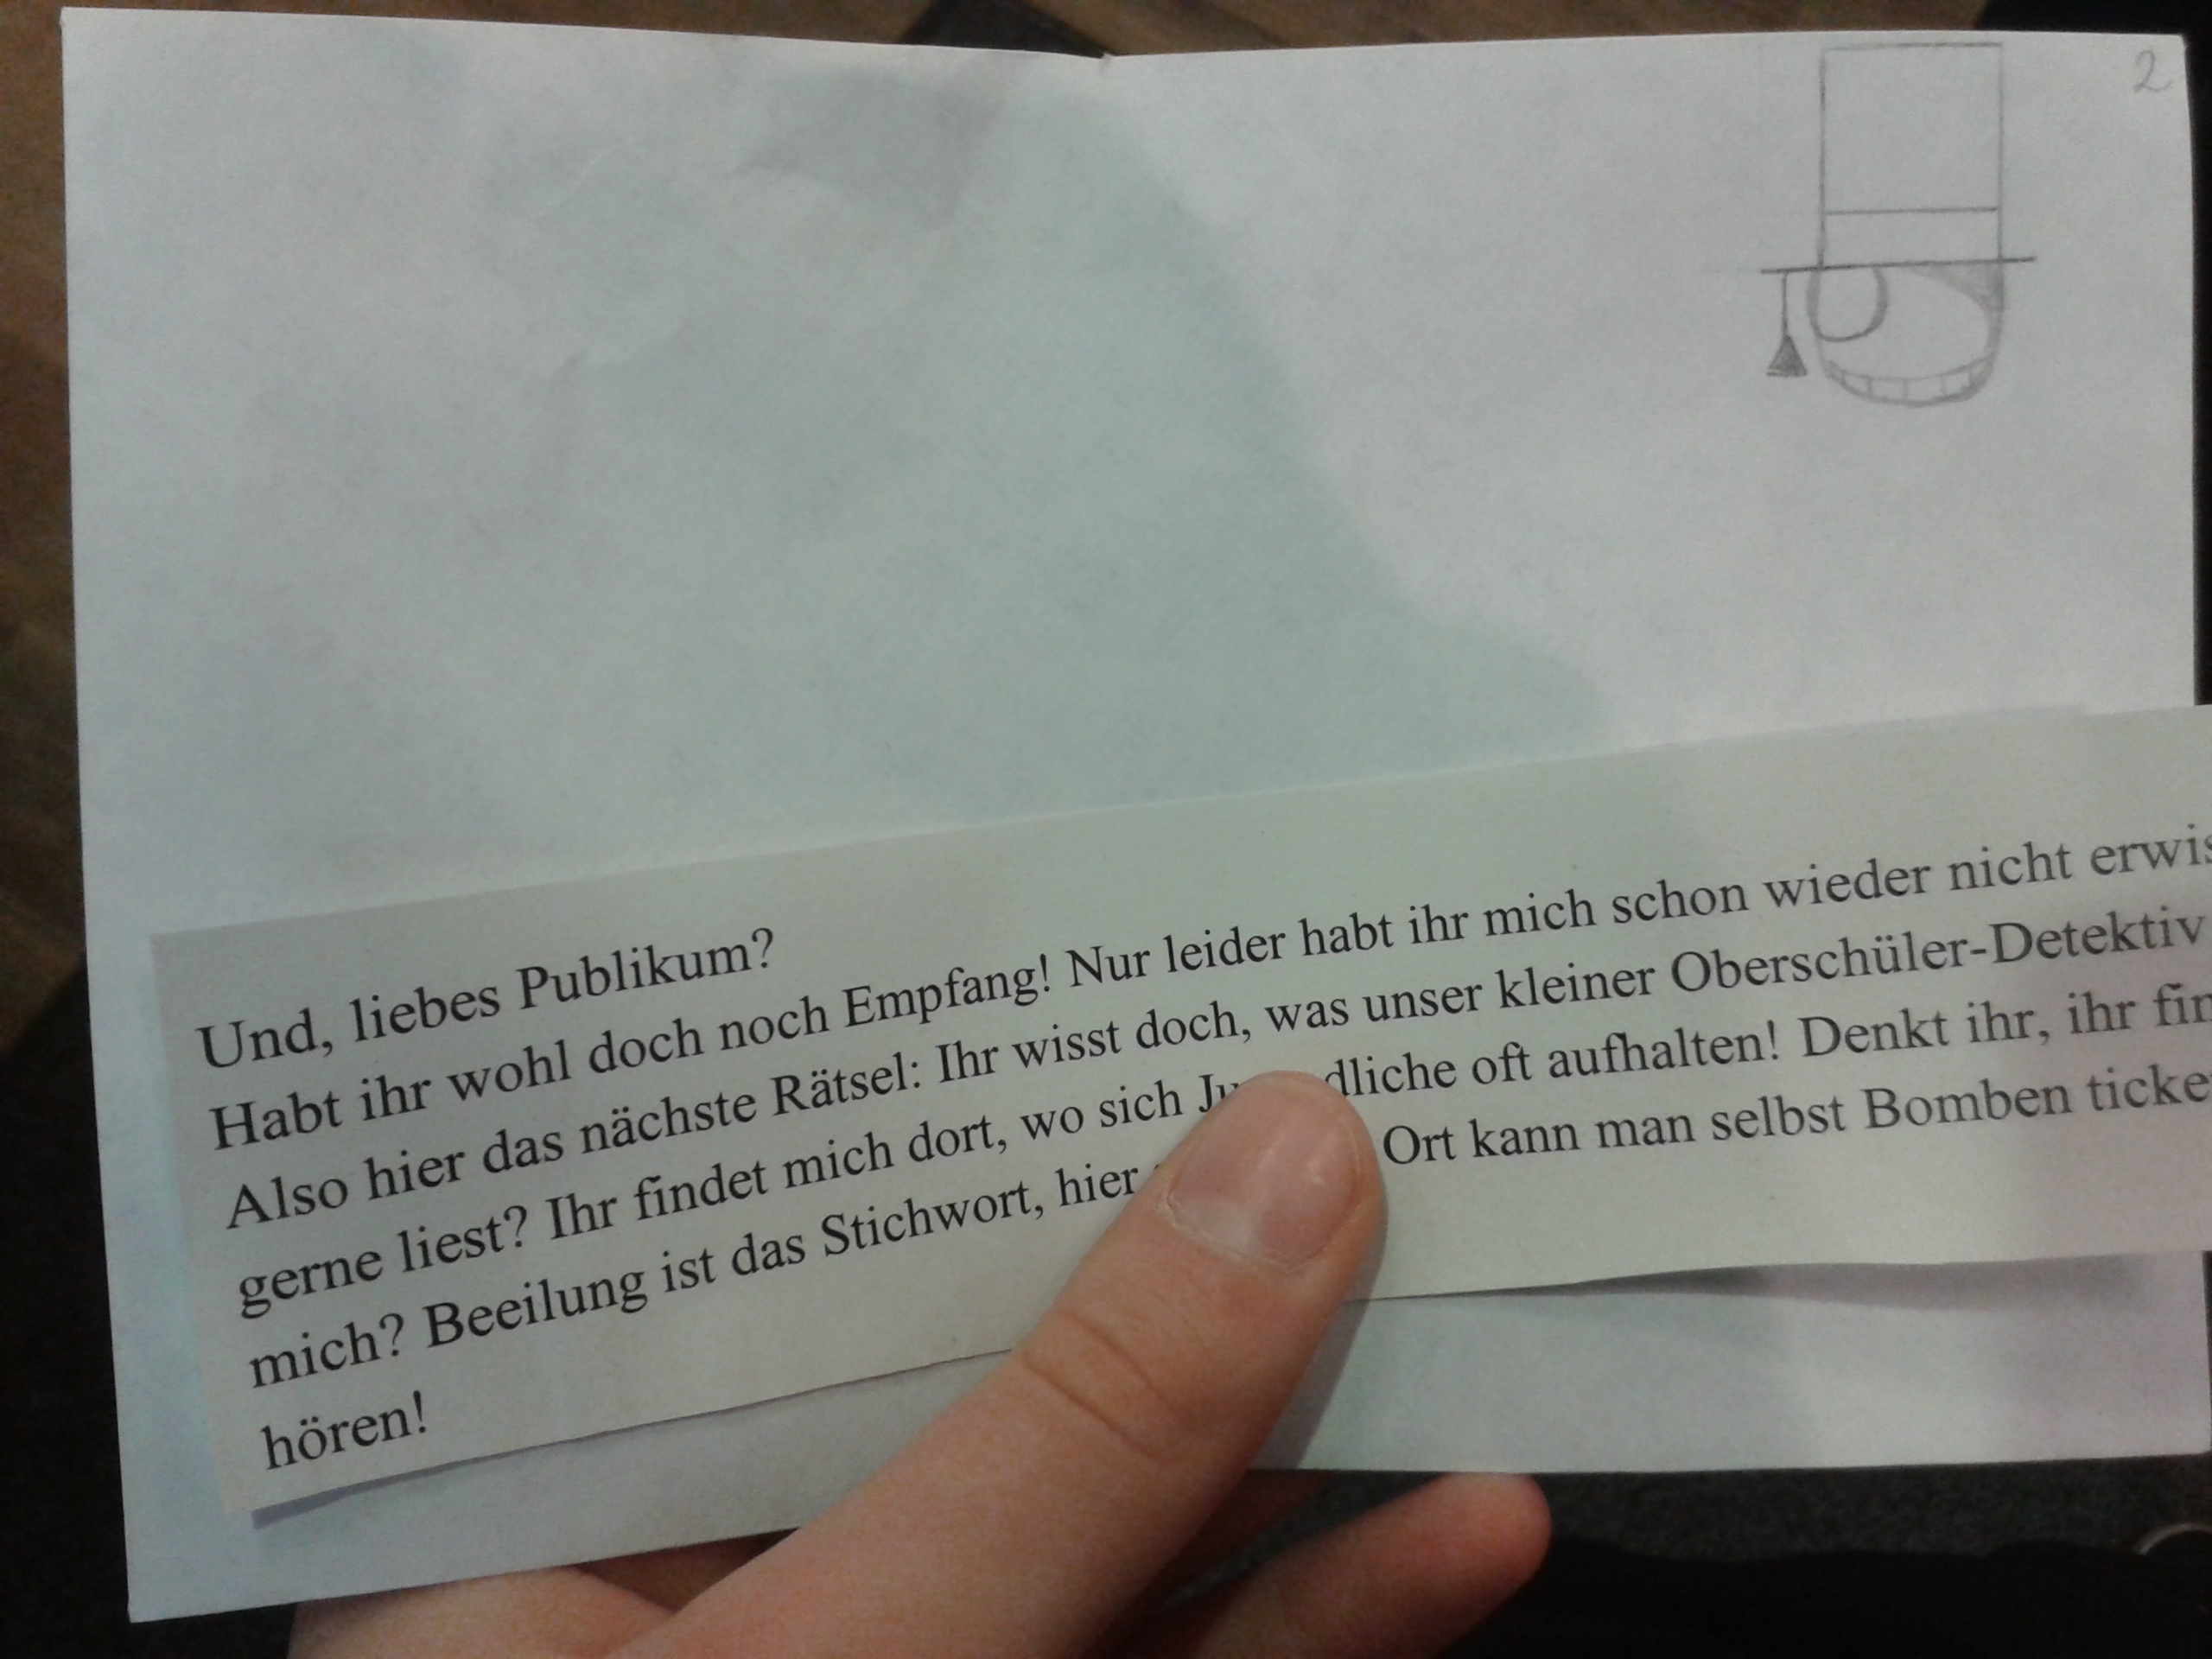 2
Und, liebes Publikum?
Habt ihr wohl doch noch Empfang! Nur leider habt ihr mich schon wieder nicht
Also hier das nächste Rätsel: Ihr wisst doch, was unser kleiner Oberschüler-Detektiv
gerne liest? Ihr findet mich dort, wo sich oft aufhalten! Denkt ihr, ihr
mich? Beeilung ist das Stichwort, hier Ort kann man selbst Bomben
hören!